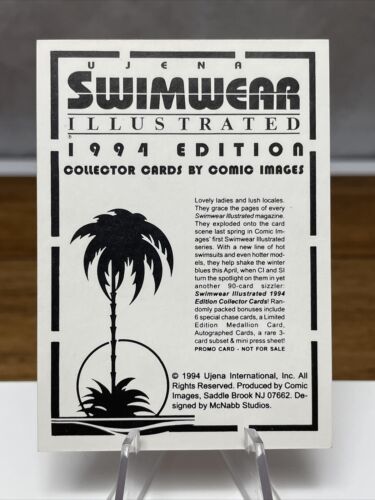 UJENA
SWIMWEAR
ILLUSTRATED
1994 EDITION
COLLECTOR CARDS BY COMIC IMAGES
Lovely ladies and lush locales.
They grace the pages of every
Swimwear Illustrated magazine.
They exploded onto the card
scene last spring in Comic Im-
ages' first Swimwear Illustrated
series. With a new line of hot
swimsuits and even hotter mod-
els, they help shake the winter
blues this April, when CI and SI
turn the spotlight on them in yet
another 90-card sizzler:
Swimwear Illustrated 1994
Edition Collector Cards! Ran-
domly packed bonuses include
6 special chase cards, a Limited
Edition Medallion Card,
Autographed Cards, a rare 3-
card subset & mini press sheet!
PROMO CARD - NOT FOR SALE
© 1994 Ujena International, Inc. All
Rights Reserved. Produced by Comic
Images, Saddle Brook NJ 07662. De-
signed by McNabb Studios.